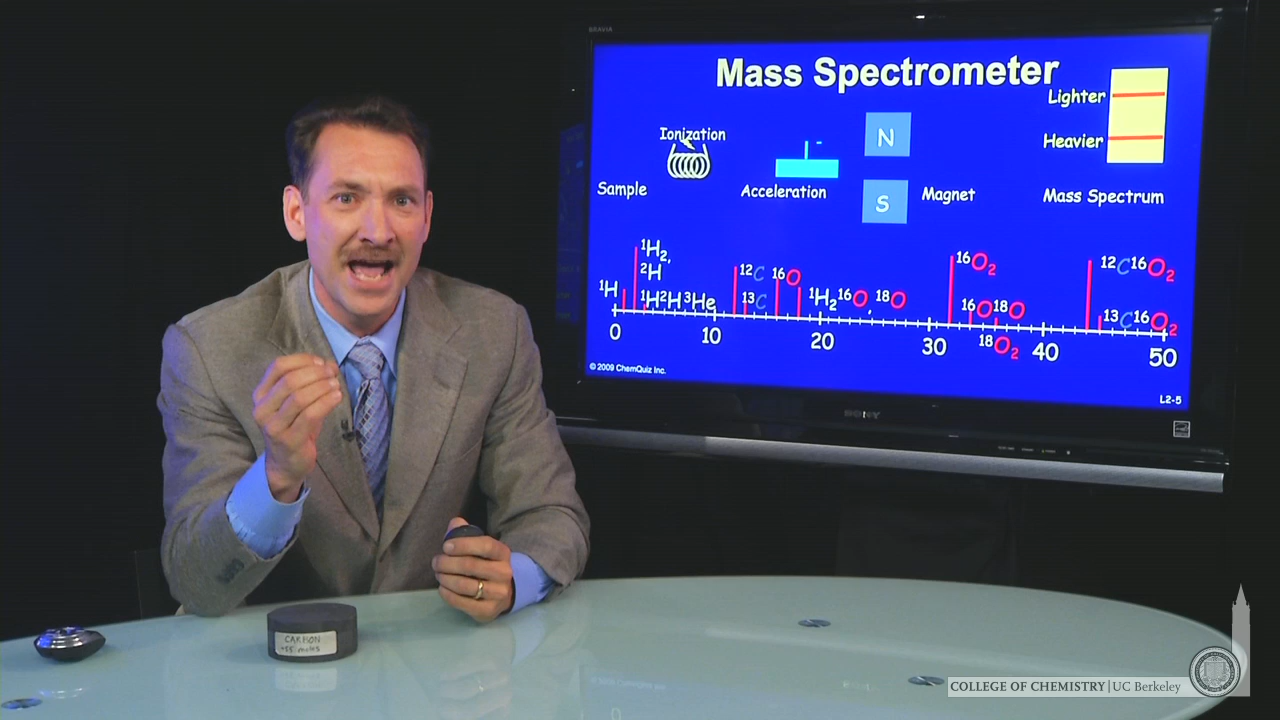 BRAVIA
Mass Spectrometer
Lighter
Heavier
Ionization
N
S
Sample
Acceleration
Magnet
Mass Spectrum
¹H
¹H₂,
²H
¹H²H ³He
¹²C
¹³C
¹⁶O
¹H₂¹⁶O
¹⁸O
¹⁶O₂
¹⁶O¹⁸O
¹⁸O₂
¹²C¹⁶O₂
¹³C¹⁶O₂
0 10 20 30 40 50
© 2009 ChemQuiz Inc.
L2-5
SONY
CARBON
COLLEGE OF CHEMISTRY | UC Berkeley